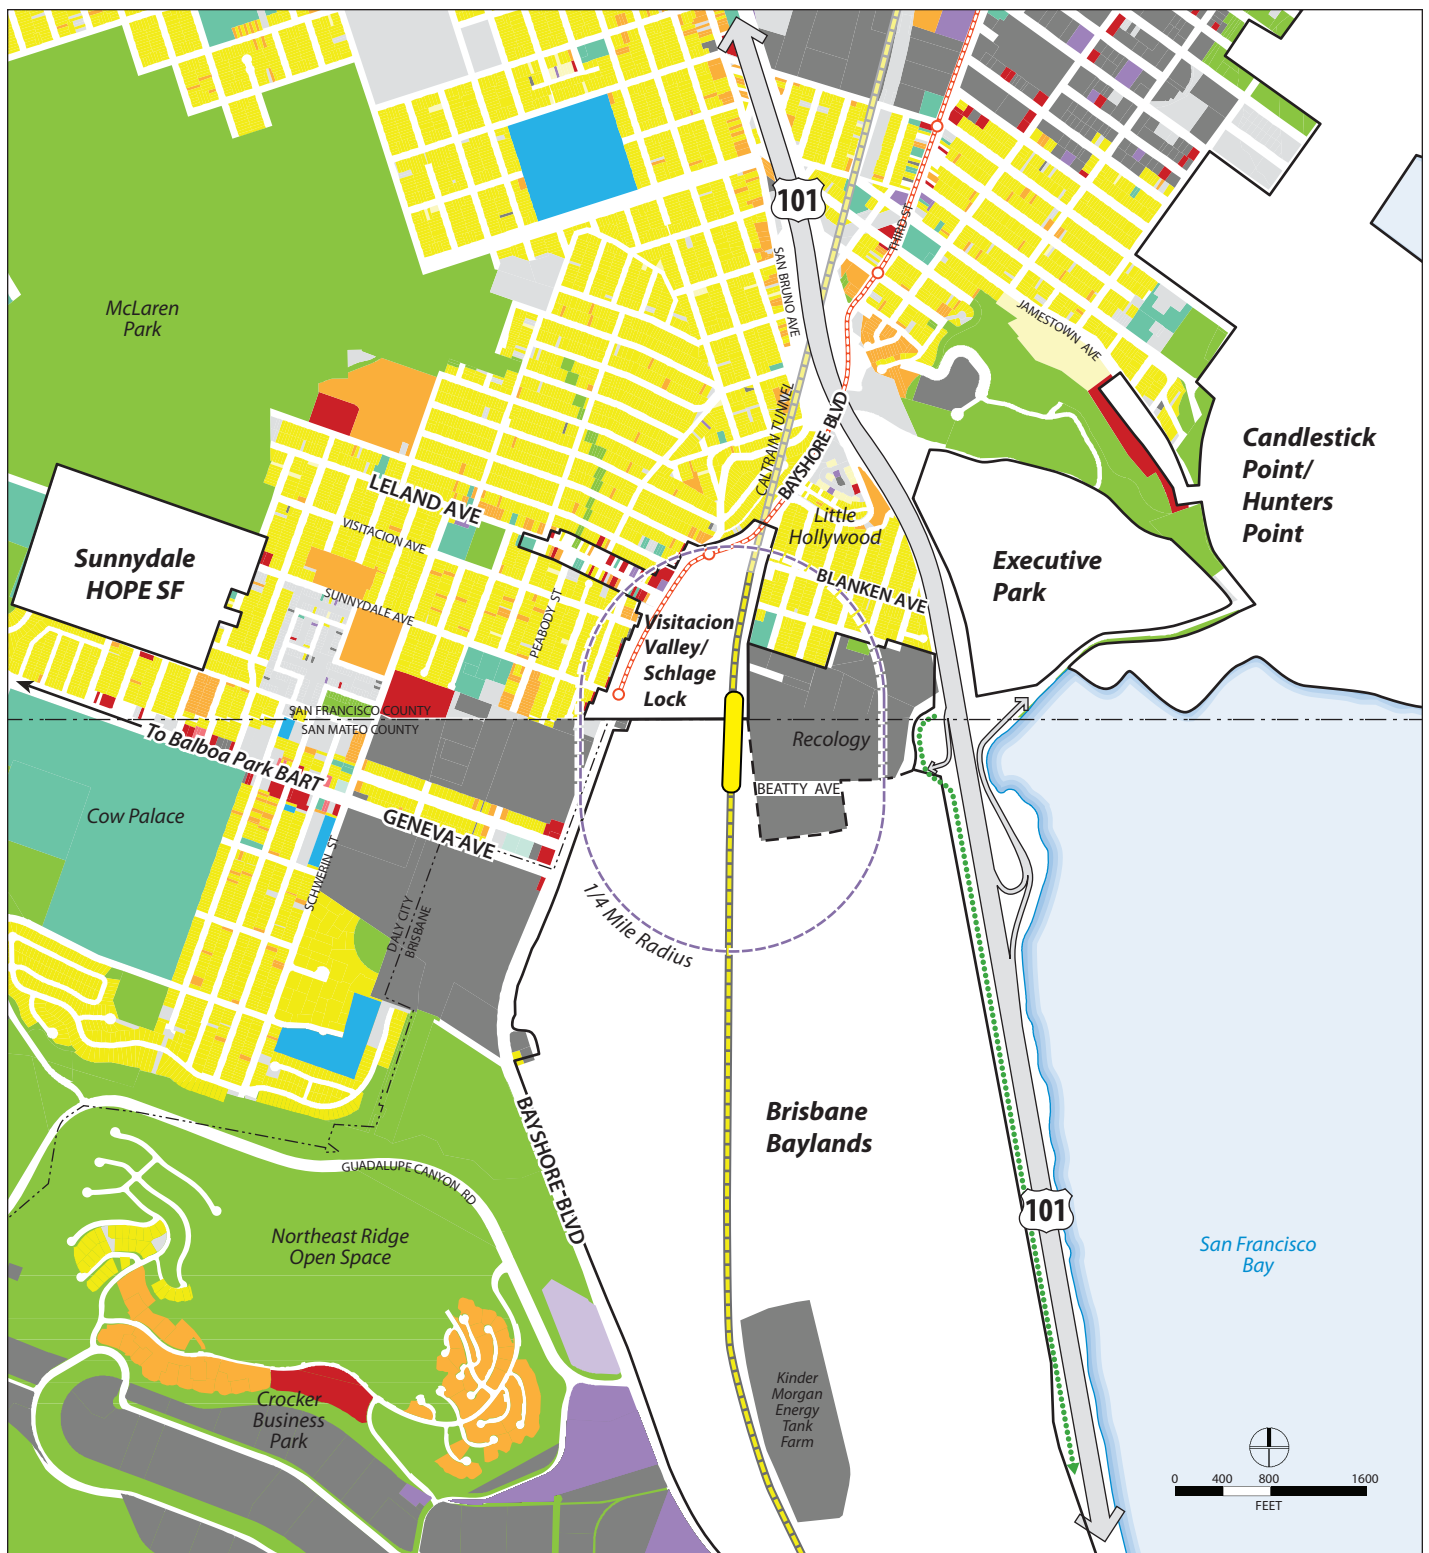 101
THIRD ST
SAN BRUNO AVE
McLaren
Park
JAMESTOWN AVE
CALTRAIN TUNNEL
BAYSHORE BLVD
Candlestick
Point/
Hunters
Point
LELAND AVE
VISITACION AVE
Little
Hollywood
Sunnydale
HOPE SF
Executive
Park
BLANKEN AVE
SUNNYDALE AVE
PEABODY ST
Visitacion
Valley/
Schlage
Lock
SAN FRANCISCO COUNTY
SAN MATEO COUNTY
To Balboa Park BART
Recology
BEATTY AVE
Cow Palace
GENEVA AVE
SCHWERIN ST
DALY CITY
BRISBANE
1/4 Mile Radius
BAYSHORE BLVD
Brisbane
Baylands
GUADALUPE CANYON RD
101
Northeast Ridge
Open Space
San Francisco
Bay
Crocker
Business
Park
Kinder
Morgan
Energy
Tank
Farm
0 400 800 1600
FEET